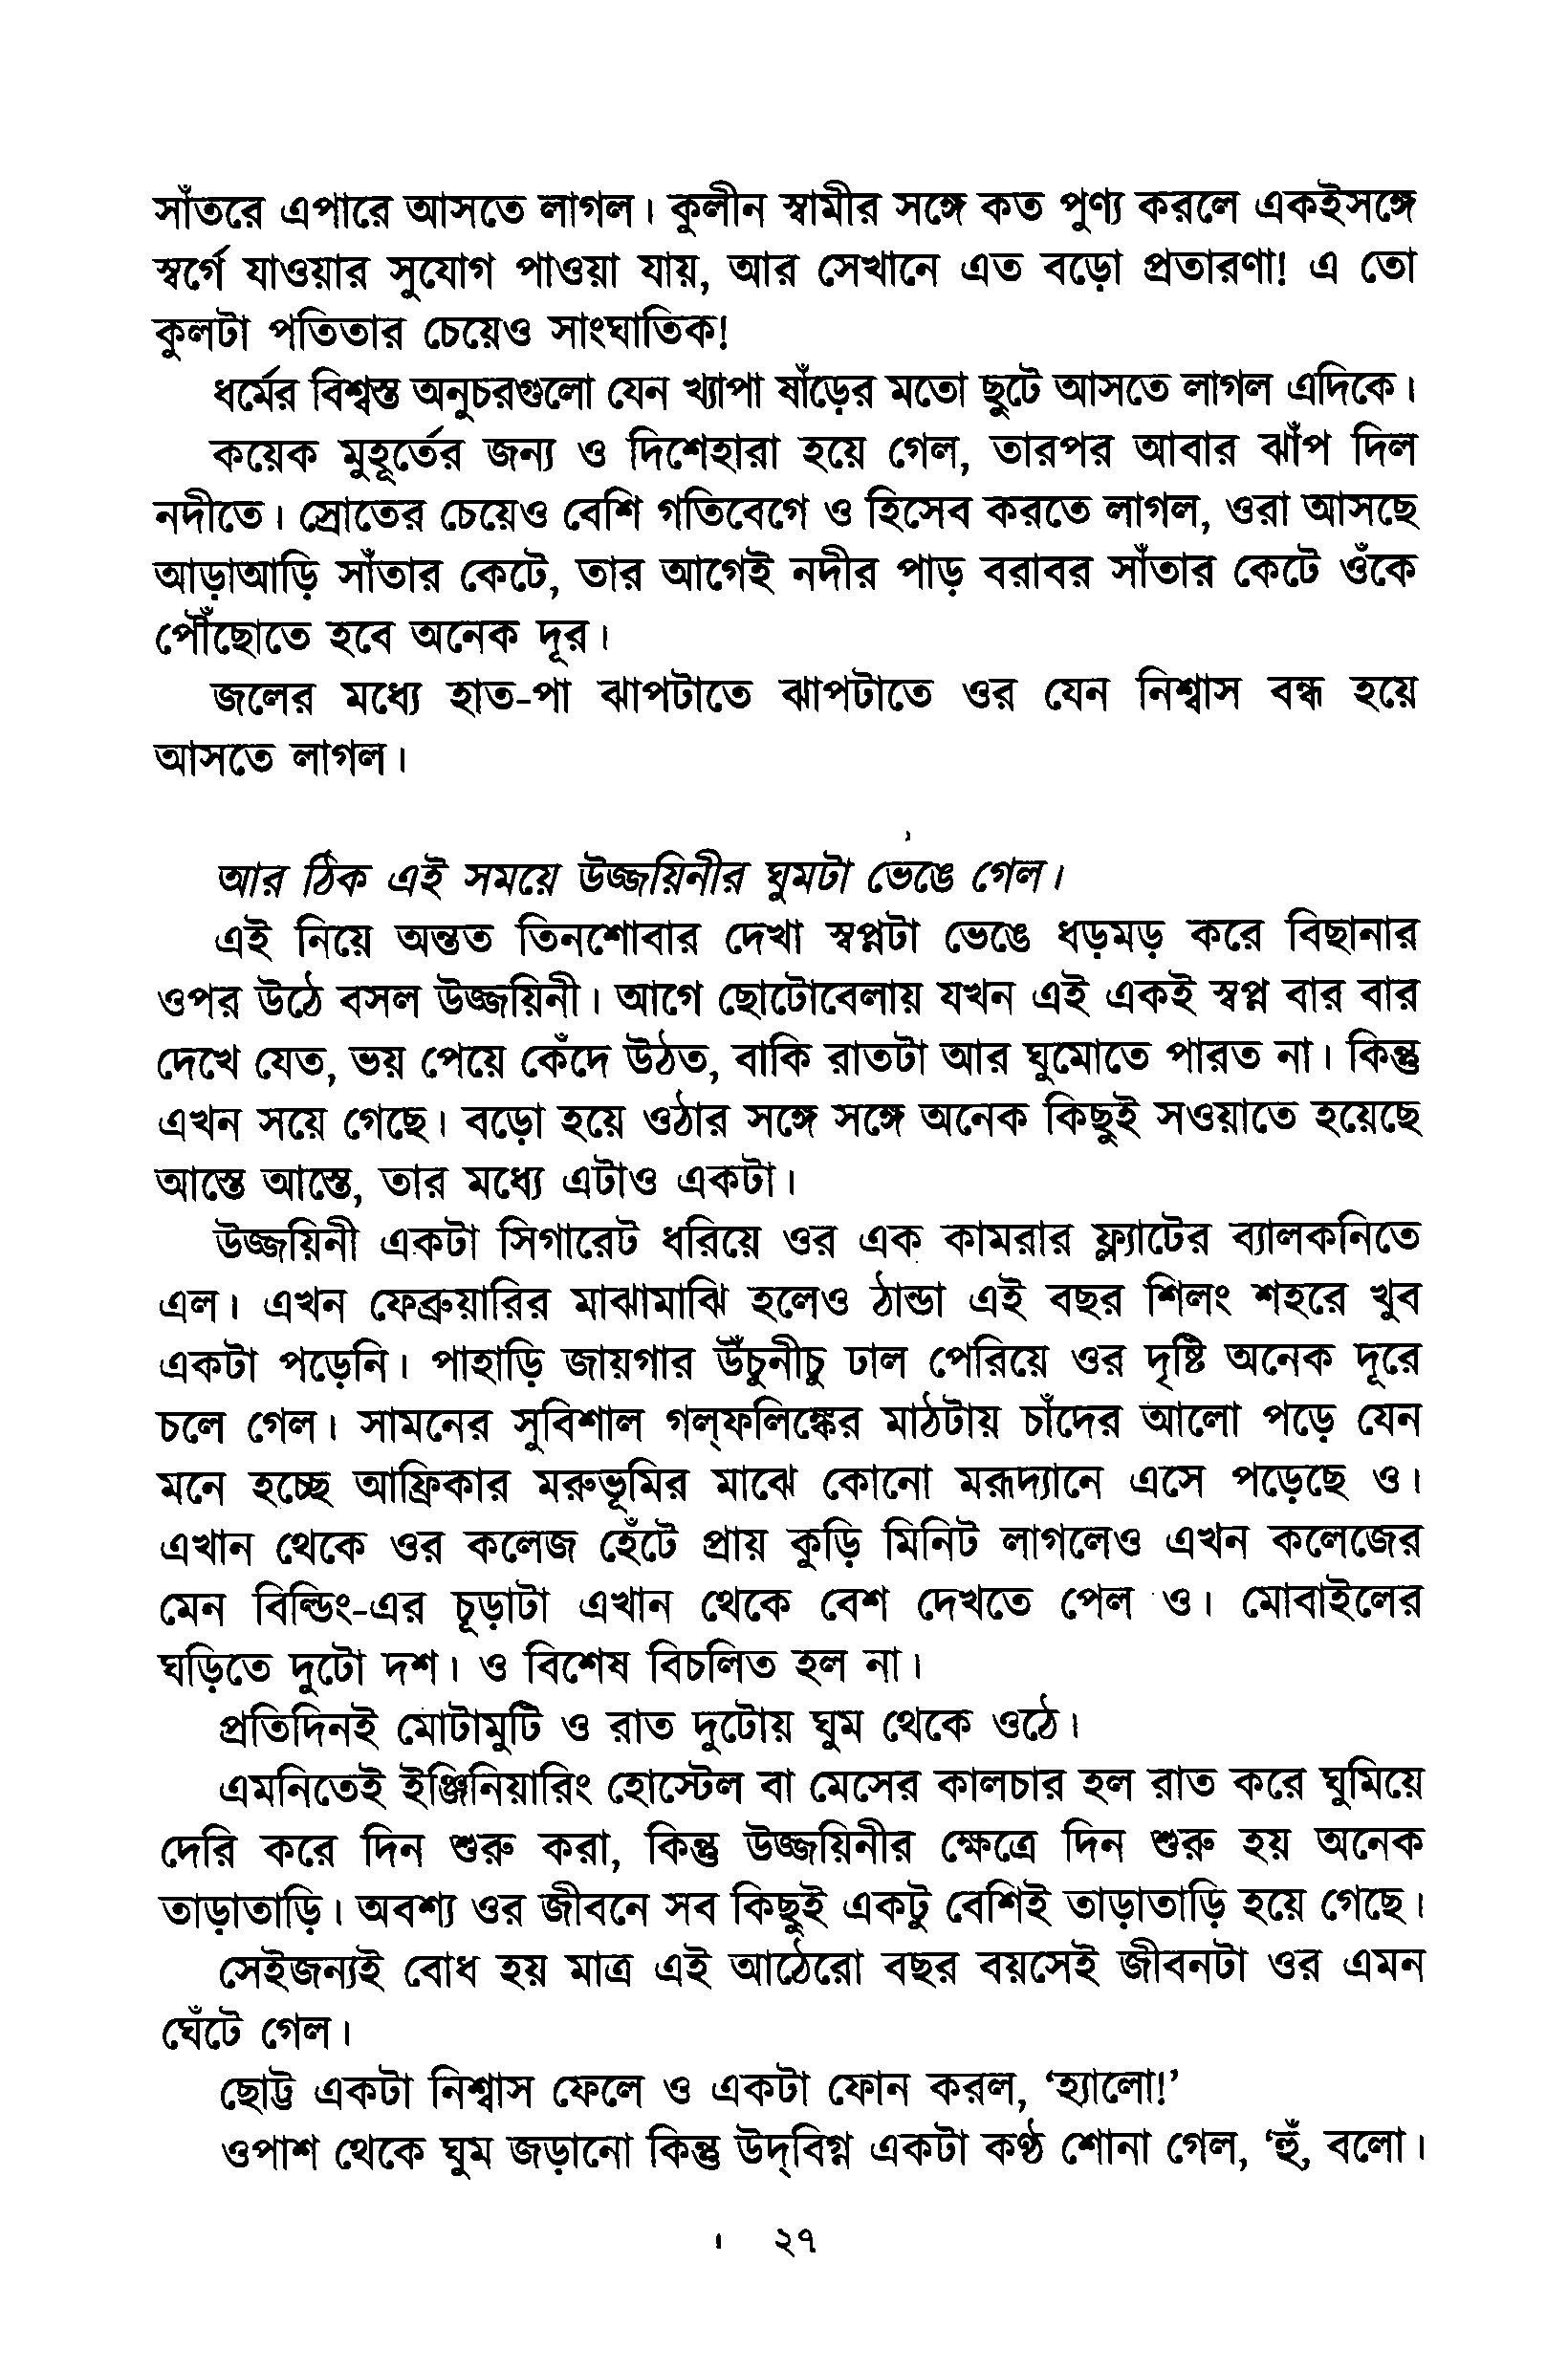 সাঁতরে এপারে আসতে লাগল। কুলীন স্বামীর সঙ্গে কত পুণ্য করলে একইসঙ্গে
স্বর্গে যাওয়ার সুযোগ পাওয়া যায়, আর সেখানে এত বড়ো প্রতারণা! এ তো
কুলটা পতিতার চেয়েও সাংঘাতিক!
ধর্মের বিশ্বস্ত অনুচরগুলো যেন খ্যাপা ষাঁড়ের মতো ছুটে আসতে লাগল এদিকে।
কয়েক মুহূর্তের জন্য ও দিশেহারা হয়ে গেল, তারপর আবার ঝাঁপ দিল
নদীতে। স্রোতের চেয়েও বেশি গতিবেগে ও হিসেব করতে লাগল, ওরা আসছে
আড়াআড়ি সাঁতার কেটে, তার আগেই নদীর পাড় বরাবর সাঁতার কেটে ওঁকে
পৌঁছোতে হবে অনেক দূর।
জলের মধ্যে হাত-পা ঝাপটাতে ঝাপটাতে ওর যেন নিশ্বাস বন্ধ হয়ে
আসতে লাগল।
আর ঠিক এই সময়ে উজ্জয়িনীর ঘুমটা ভেঙে গেল।
এই নিয়ে অন্তত তিনশোবার দেখা স্বপ্নটা ভেঙে ধড়মড় করে বিছানার
ওপর উঠে বসল উজ্জয়িনী। আগে ছোটোবেলায় যখন এই একই স্বপ্ন বার বার
দেখে যেত, ভয় পেয়ে কেঁদে উঠত, বাকি রাতটা আর ঘুমোতে পারত না। কিন্তু
এখন সয়ে গেছে। বড়ো হয়ে ওঠার সঙ্গে সঙ্গে অনেক কিছুই সওয়াতে হয়েছে
আস্তে আস্তে, তার মধ্যে এটাও একটা।
উজ্জয়িনী একটা সিগারেট ধরিয়ে ওর এক কামরার ফ্ল্যাটের ব্যালকনিতে
এল। এখন ফেব্রুয়ারির মাঝামাঝি হলেও ঠান্ডা এই বছর শিলং শহরে খুব
একটা পড়েনি। পাহাড়ি জায়গার উঁচুনীচু ঢাল পেরিয়ে ওর দৃষ্টি অনেক দূরে
চলে গেল। সামনের সুবিশাল গল্‌ফলিঙ্কের মাঠটায় চাঁদের আলো পড়ে যেন
মনে হচ্ছে আফ্রিকার মরুভূমির মাঝে কোনো মরূদ্যানে এসে পড়েছে ও।
এখান থেকে ওর কলেজ হেঁটে প্রায় কুড়ি মিনিট লাগলেও এখন কলেজের
মেন বিল্ডিং-এর চূড়াটা এখান থেকে বেশ দেখতে পেল ও। মোবাইলের
ঘড়িতে দুটো দশ। ও বিশেষ বিচলিত হল না।
প্রতিদিনই মোটামুটি ও রাত দুটোয় ঘুম থেকে ওঠে।
এমনিতেই ইঞ্জিনিয়ারিং হোস্টেল বা মেসের কালচার হল রাত করে ঘুমিয়ে
দেরি করে দিন শুরু করা, কিন্তু উজ্জয়িনীর ক্ষেত্রে দিন শুরু হয় অনেক
তাড়াতাড়ি। অবশ্য ওর জীবনে সব কিছুই একটু বেশিই তাড়াতাড়ি হয়ে গেছে।
সেইজন্যই বোধ হয় মাত্র এই আঠেরো বছর বয়সেই জীবনটা ওর এমন
ঘেঁটে গেল।
ছোট্ট একটা নিশ্বাস ফেলে ও একটা ফোন করল, ‘হ্যালো!’
ওপাশ থেকে ঘুম জড়ানো কিন্তু উদ্‌বিগ্ন একটা কণ্ঠ শোনা গেল, ‘হুঁ, বলো।
২৭